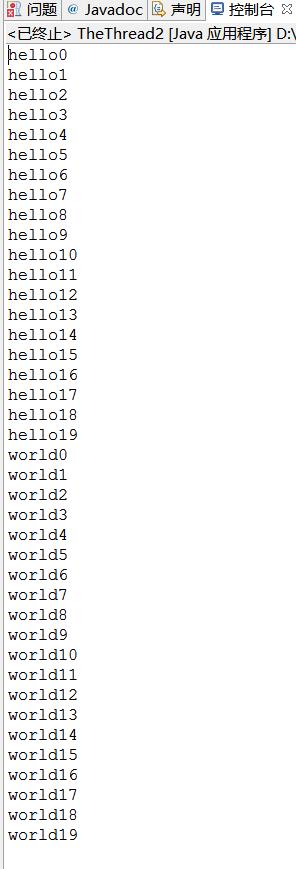 问题 @ Javadoc 声明 控制台
<已终止> TheThread2 [Java 应用程序] D:\
hello0
hello1
hello2
hello3
hello4
hello5
hello6
hello7
hello8
hello9
hello10
hello11
hello12
hello13
hello14
hello15
hello16
hello17
hello18
hello19
world0
world1
world2
world3
world4
world5
world6
world7
world8
world9
world10
world11
world12
world13
world14
world15
world16
world17
world18
world19